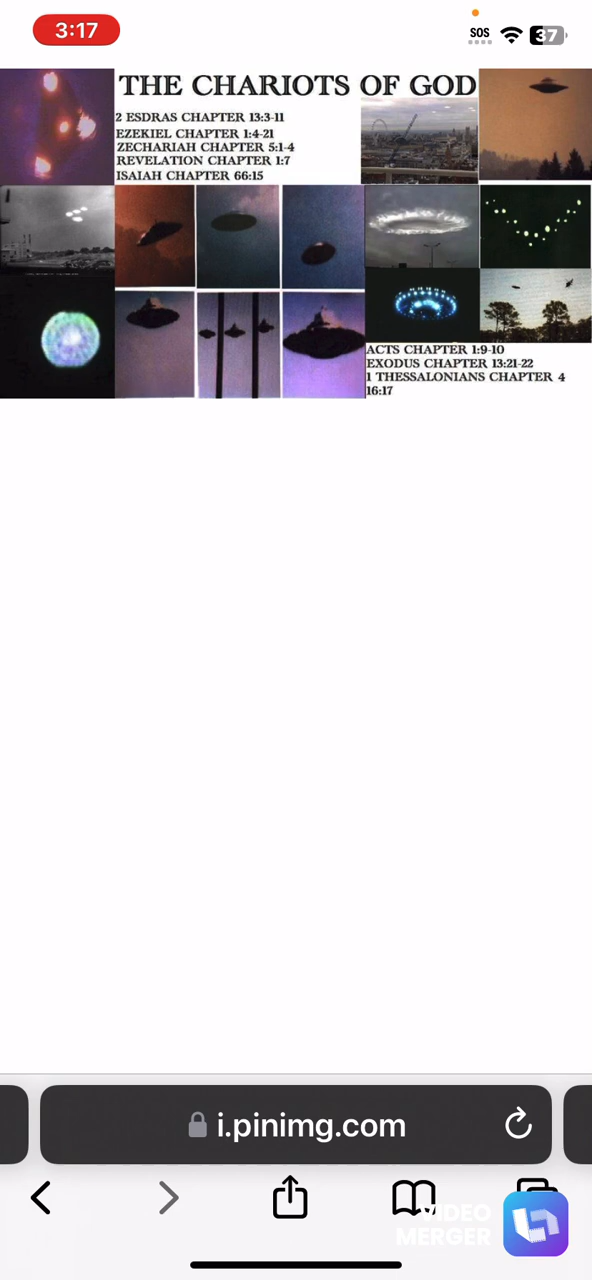 3:17
SOS
37
THE CHARIOTS OF GOD
2 ESDRAS CHAPTER 13:3-11
EZEKIEL CHAPTER 1:4-21
ZECHARIAH CHAPTER 5:1-4
REVELATION CHAPTER 1:7
ISAIAH CHAPTER 66:15
ACTS CHAPTER 1:9-10
EXODUS CHAPTER 13:21-22
1 THESSALONIANS CHAPTER 4
16:17
i.pinimg.com
VIDEO
MERGER